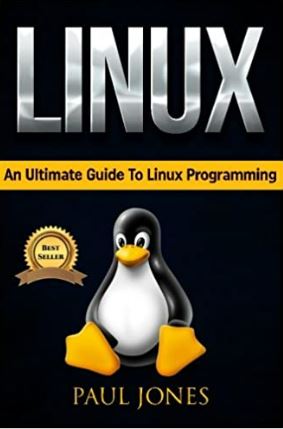 LINUX
An Ultimate Guide To Linux Programming
BEST
SELLER
PAUL JONES